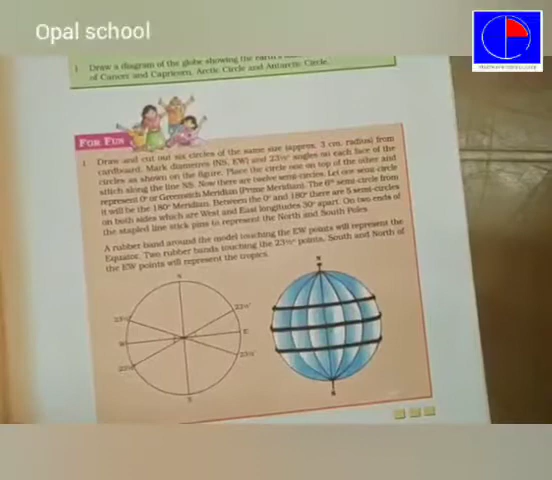 Opal school
1 Draw a diagram of the globe showing the earth's
of Cancer and Capricorn, Arctic Circle and Antarctic Circle.
FOR FUN
1 Draw and cut out six circles of the same size (approx. 3 cm. radius) from
cardboard. Mark diametres (NS, EW) and 23½° angles on each face of the
circles as shown on the figure. Place the circle one on top of the other and
stitch along the line NS. Now there are twelve semi-circles. Let one semi-circle
represent 0° or Greenwich Meridian (Prime Meridian). The 6th semi-circle from
it will be the 180° Meridian. Between the 0° and 180° there are 5 semi-circles
on both sides which are West and East longitudes 30° apart. On two ends of
the stapled line stick pins to represent the North and South Poles.
A rubber band around the model touching the EW points will represent the
Equator. Two rubber bands touching the 23½° points, South and North of
the EW points will represent the tropics.
N
N
23½°
23½°
W
E
23½°
23½°
S
S